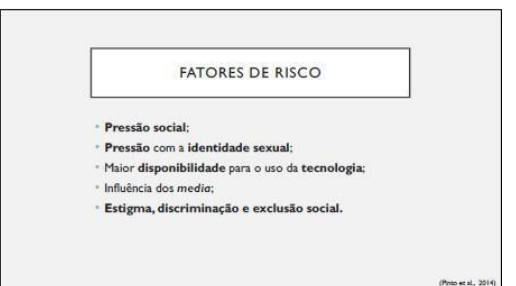 FATORES DE RISCO
• Pressão social;
• Pressão com a identidade sexual;
• Maior disponibilidade para o uso da tecnologia;
• Influência dos media;
• Estigma, discriminação e exclusão social.
(Pinto et al., 2014)